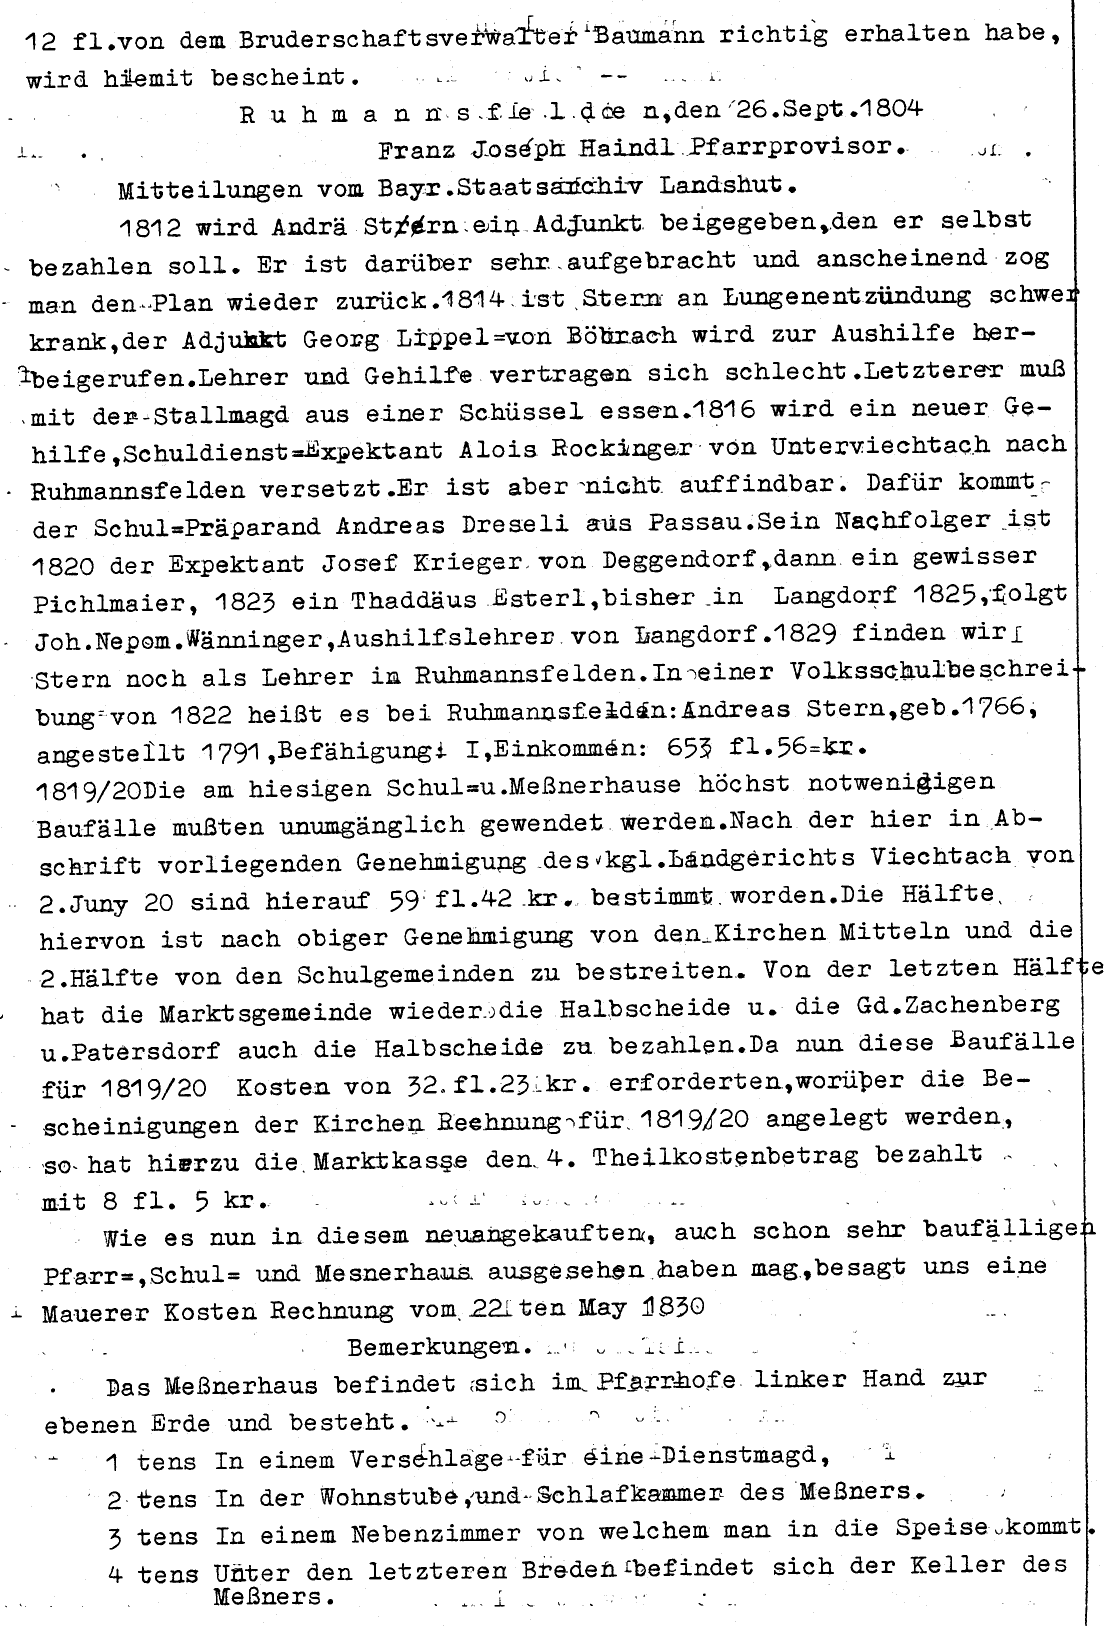 12 fl.von dem Bruderschaftsverwalter Baumann richtig erhalten habe,
wird hiemit bescheint.
R u h m a n n s f e l d e n,den 26.Sept.1804
Franz Joseph Haindl Pfarrprovisor.
Mitteilungen vom Bayr.Staatsarchiv Landshut.
1812 wird Andrä Stern ein Adjunkt beigegeben,den er selbst
bezahlen soll. Er ist darüber sehr aufgebracht und anscheinend zog
man den Plan wieder zurück.1814 ist Stern an Lungenentzündung schwer
krank,der Adjunkt Georg Lippel=von Böbrach wird zur Aushilfe her-
beigerufen.Lehrer und Gehilfe vertragen sich schlecht.Letzterer muß
mit der Stallmagd aus einer Schüssel essen.1816 wird ein neuer Ge-
hilfe,Schuldienst=Expektant Alois Rockinger von Unterviechtach nach
Ruhmannsfelden versetzt.Er ist aber nicht auffindbar. Dafür kommt
der Schul=Präparand Andreas Dreseli aus Passau.Sein Nachfolger ist
1820 der Expektant Josef Krieger von Deggendorf,dann ein gewisser
Pichlmaier, 1823 ein Thaddäus Esterl,bisher in Langdorf 1825,folgt
Joh.Nepom.Wänninger,Aushilfslehrer von Langdorf.1829 finden wir
Stern noch als Lehrer in Ruhmannsfelden.In einer Volksschulbeschrei-
bung von 1822 heißt es bei Ruhmannsfelden:Andreas Stern,geb.1766,
angestellt 1791,Befähigung: I,Einkommen: 653 fl.56=kr.
1819/20Die am hiesigen Schul=u.Meßnerhause höchst notwenigigen
Baufälle mußten unumgänglich gewendet werden.Nach der hier in Ab-
schrift vorliegenden Genehmigung des kgl.Landgerichts Viechtach von
2.Juny 20 sind hierauf 59 fl.42 kr. bestimmt worden.Die Hälfte
hiervon ist nach obiger Genehmigung von den Kirchen Mitteln und die
2.Hälfte von den Schulgemeinden zu bestreiten. Von der letzten Hälfte
hat die Marktsgemeinde wieder die Halbscheide u. die Gd.Zachenberg
u.Patersdorf auch die Halbscheide zu bezahlen.Da nun diese Baufälle
für 1819/20 Kosten von 32 fl.23 kr. erforderten,worüber die Be-
scheinigungen der Kirchen Rechnung für 1819/20 angelegt werden,
so hat hierzu die Marktkasse den 4. Theilkostenbetrag bezahlt
mit 8 fl. 5 kr.
Wie es nun in diesem neuangekauften, auch schon sehr baufälligen
Pfarr=,Schul= und Mesnerhaus ausgesehen haben mag,besagt uns eine
Mauerer Kosten Rechnung vom 22 ten May 1830
Bemerkungen.
Das Meßnerhaus befindet sich im Pfarrhofe linker Hand zur
ebenen Erde und besteht.
1 tens In einem Verschlage für eine Dienstmagd,
2 tens In der Wohnstube,und Schlafkammer des Meßners.
3 tens In einem Nebenzimmer von welchem man in die Speise kommt.
4 tens Unter den letzteren Breden befindet sich der Keller des
Meßners.